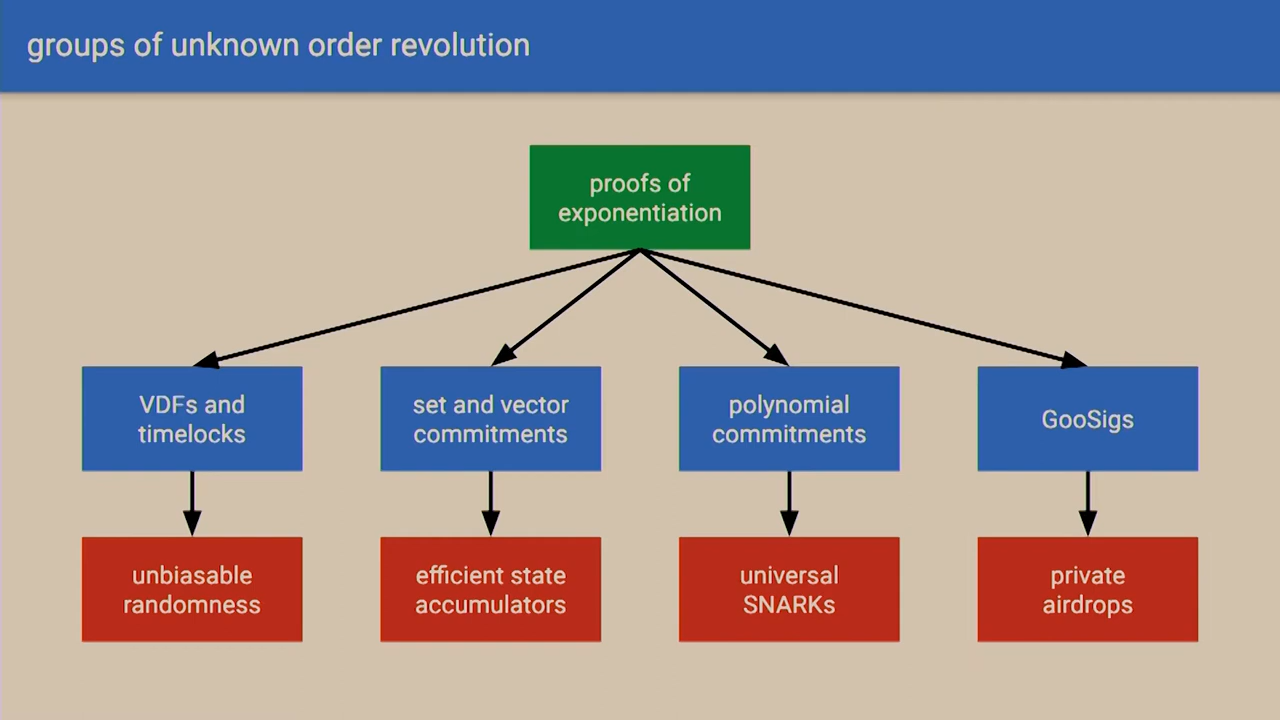 groups of unknown order revolution
proofs of
exponentiation
VDFs and
timelocks
set and vector
commitments
polynomial
commitments
GooSigs
unbiasable
randomness
efficient state
accumulators
universal
SNARKs
private
airdrops